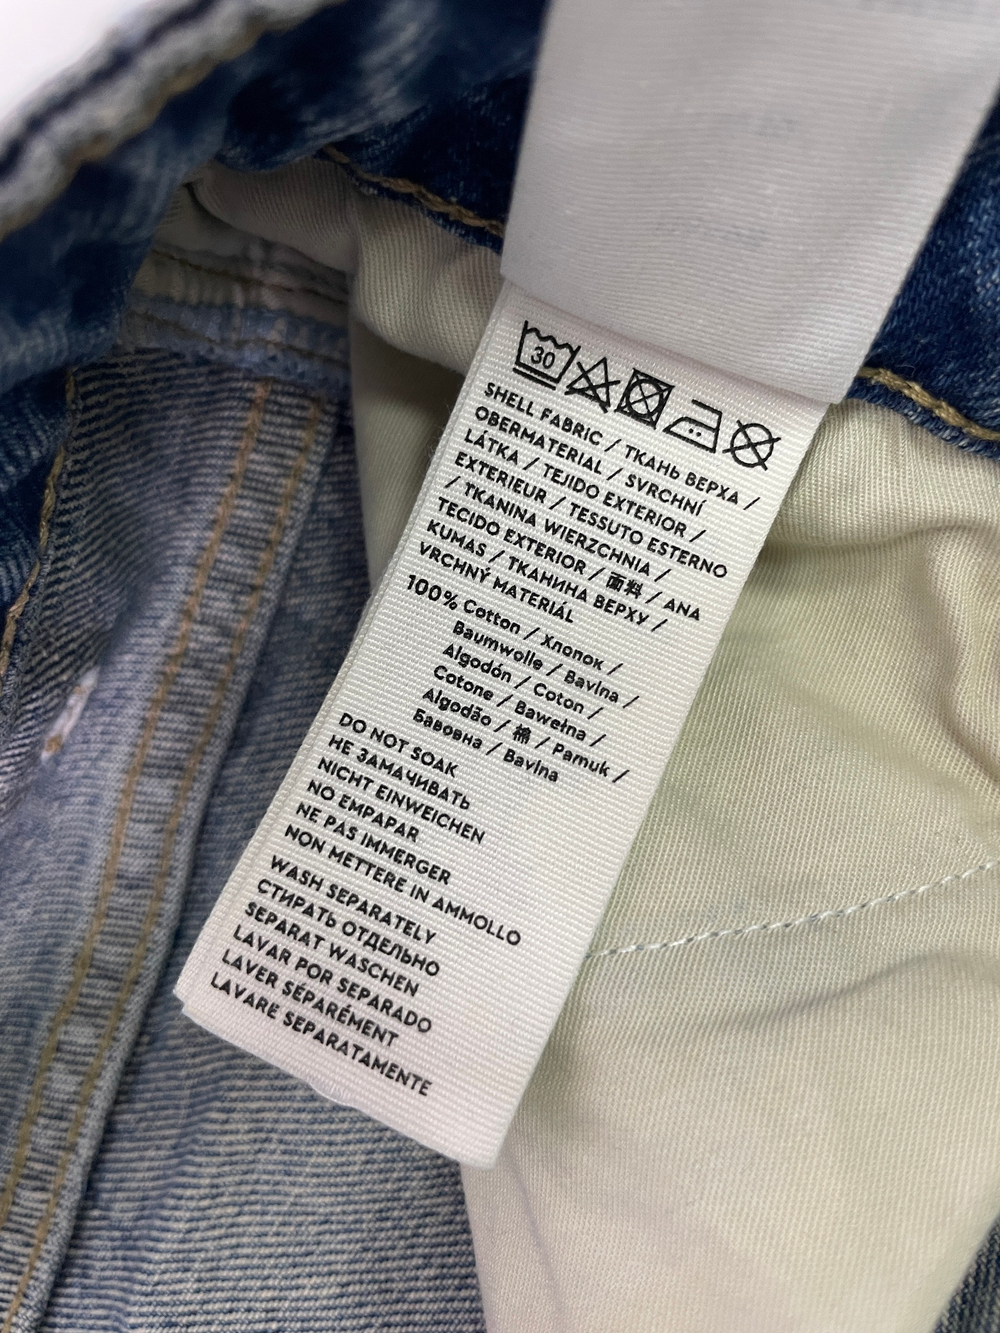 30
SHELL FABRIC / ТКАНЬ ВЕРХА /
OBERMATERIAL / SVRCHNÍ
LÁTKA / TEJIDO EXTERIOR /
EXTERIEUR / TESSUTO ESTERNO
/ TKANINA WIERZCHNIA /
TECIDO EXTERIOR / 面料 / ANA
KUMAS / ТКАНИНА ВЕРХУ /
VRCHNÝ MATERIÁL
100% Cotton / Хлопок /
Baumwolle / Bavlna /
Algodón / Coton /
Cotone / Bawełna /
Algodão / 棉 / Pamuk /
Бавовна / Bavlna
DO NOT SOAK
НЕ ЗАМАЧИВАТЬ
NICHT EINWEICHEN
NO EMPAPAR
NE PAS IMMERGER
NON METTERE IN AMMOLLO
WASH SEPARATELY
СТИРАТЬ ОТДЕЛЬНО
SEPARAT WASCHEN
LAVAR POR SEPARADO
LAVER SÉPARÉMENT
LAVARE SEPARATAMENTE